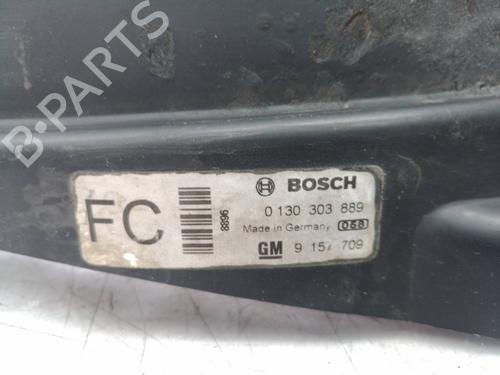 B-PARTS
FC
8896
BOSCH
0 130 303 889
Made in Germany 068
GM 9 157 709